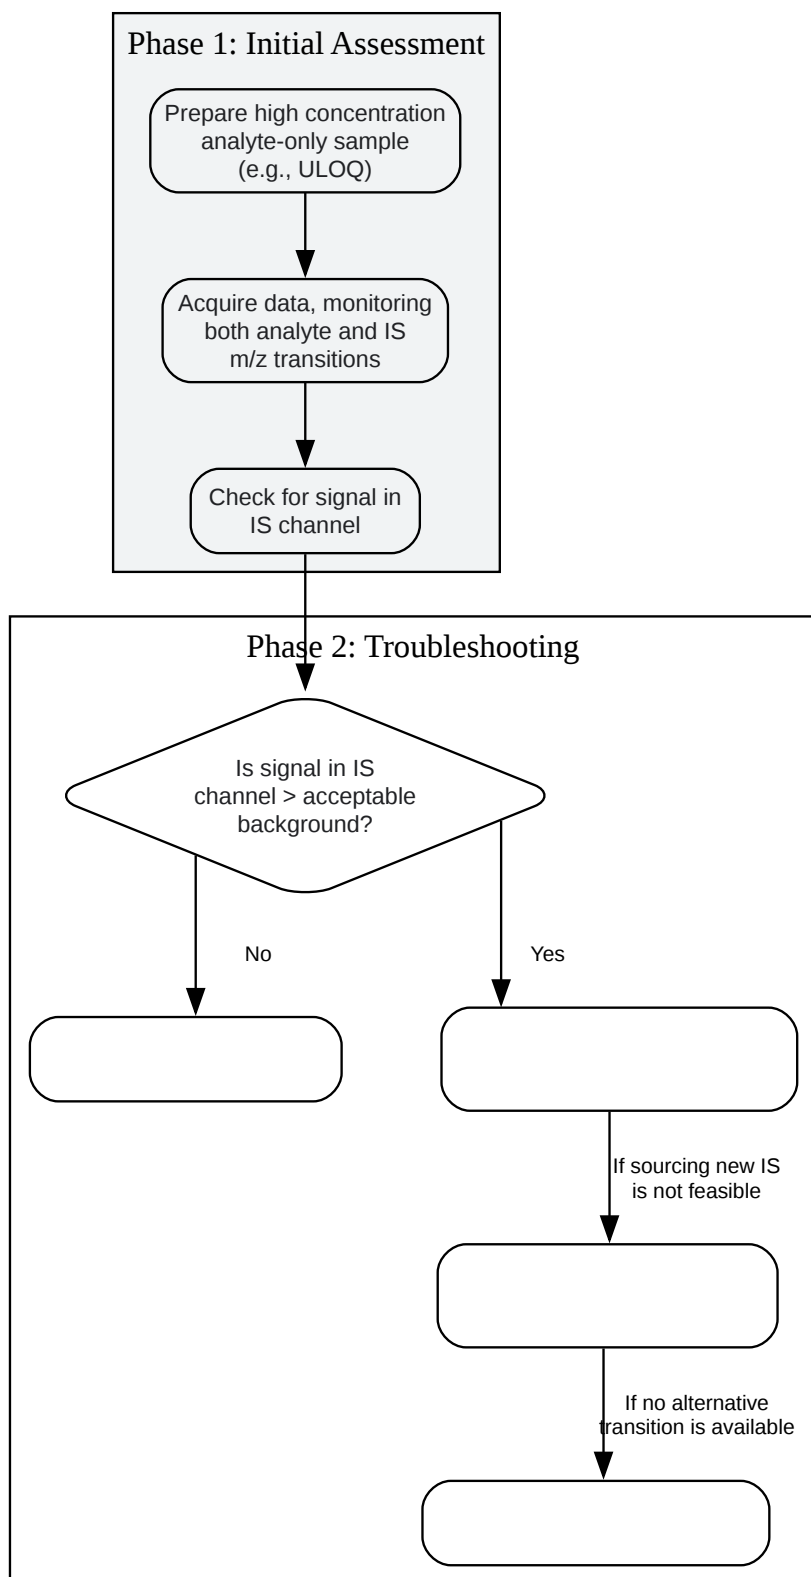 Phase 1: Initial Assessment
Prepare high concentration
analyte-only sample
(e.g., ULOQ)
Acquire data, monitoring
both analyte and IS
m/z transitions
Check for signal in
IS channel
Phase 2: Troubleshooting
Is signal in IS
channel > acceptable
background?
No
Yes
If sourcing new IS
is not feasible
If no alternative
transition is available